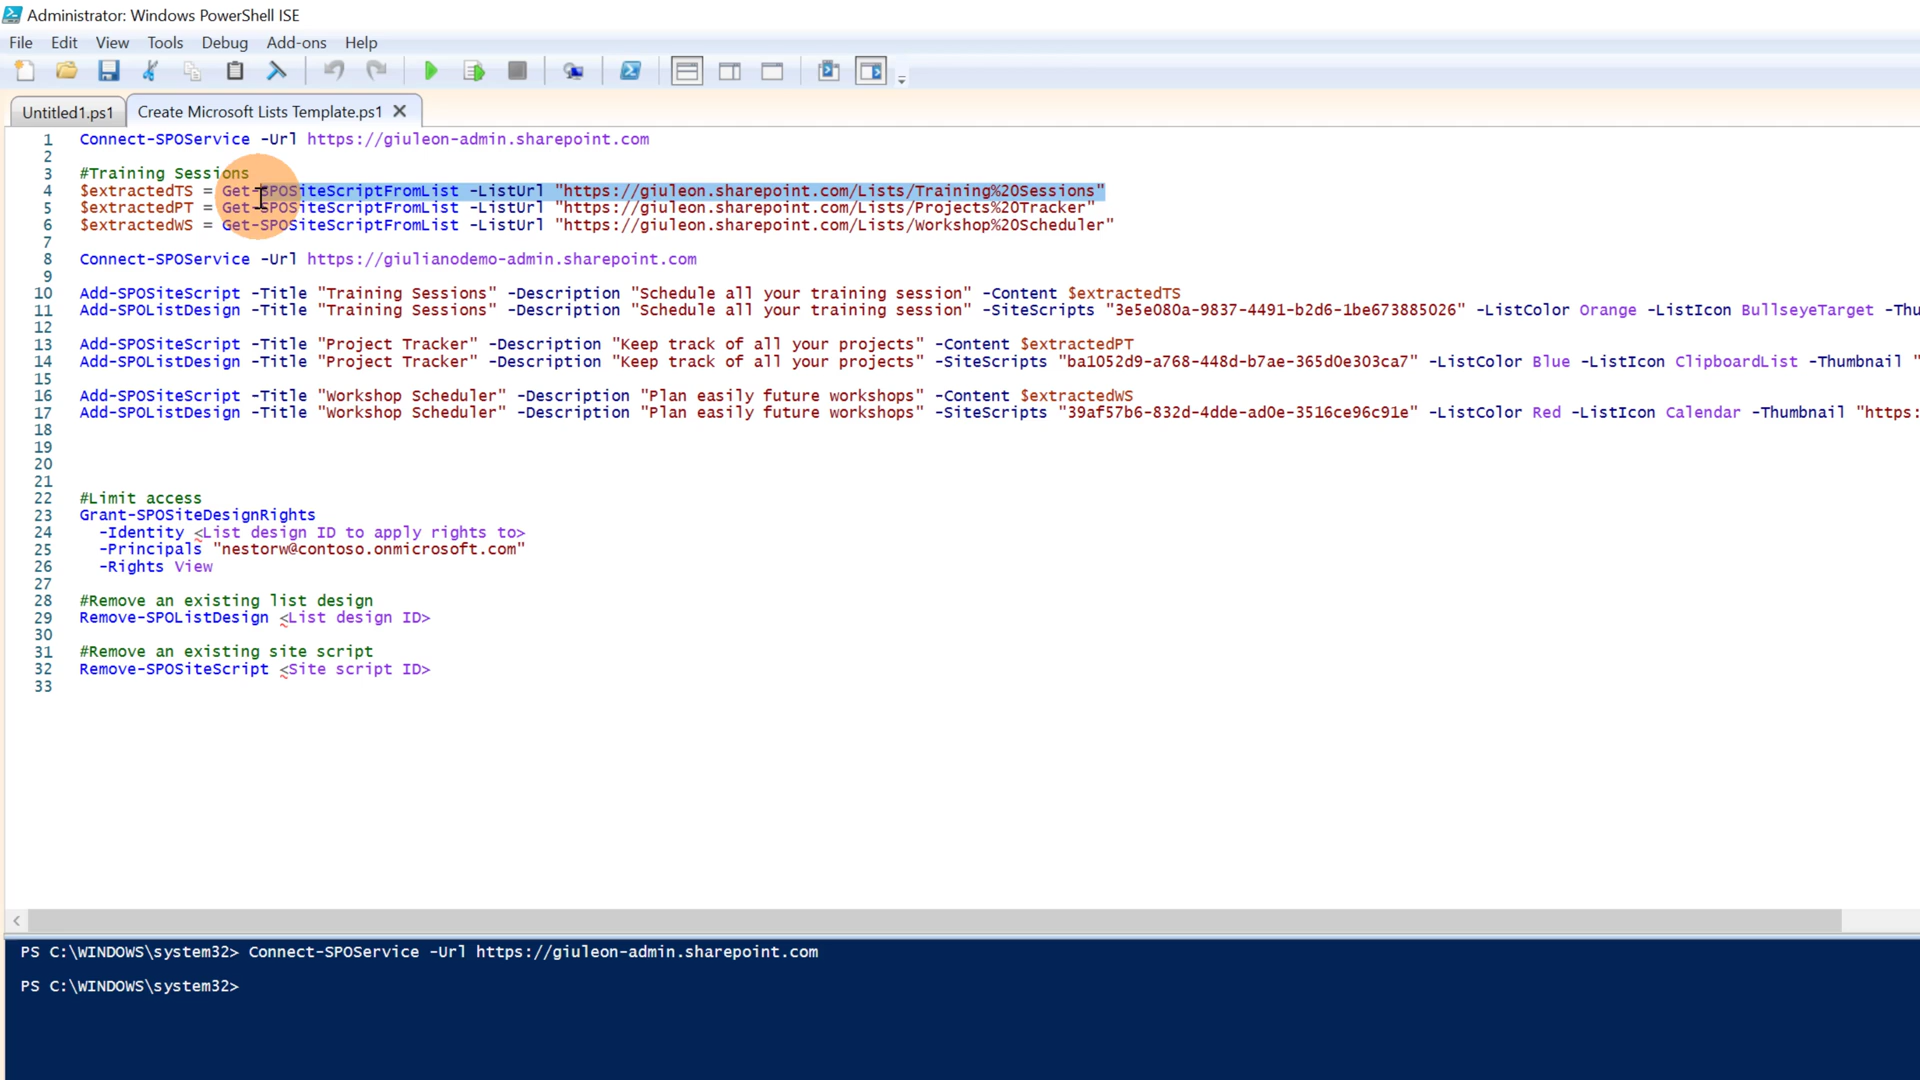 Administrator: Windows PowerShell ISE
File Edit View Tools Debug Add-ons Help
Untitled1.ps1 Create Microsoft Lists Template.ps1
1 Connect-SPOService -Url https://giuleon-admin.sharepoint.com
2
3 #Training Sessions
4 $extractedTS = Get-SPOSiteScriptFromList -ListUrl "https://giuleon.sharepoint.com/Lists/Training%20Sessions"
5 $extractedPT = Get-SPOSiteScriptFromList -ListUrl "https://giuleon.sharepoint.com/Lists/Projects%20Tracker"
6 $extractedWS = Get-SPOSiteScriptFromList -ListUrl "https://giuleon.sharepoint.com/Lists/Workshop%20Scheduler"
7
8 Connect-SPOService -Url https://giulianodemo-admin.sharepoint.com
9
10 Add-SPOSiteScript -Title "Training Sessions" -Description "Schedule all your training session" -Content $extractedTS
11 Add-SPOListDesign -Title "Training Sessions" -Description "Schedule all your training session" -SiteScripts "3e5e080a-9837-4491-b2d6-1be673885026" -ListColor Orange -ListIcon BullseyeTarget -Thu
12
13 Add-SPOSiteScript -Title "Project Tracker" -Description "Keep track of all your projects" -Content $extractedPT
14 Add-SPOListDesign -Title "Project Tracker" -Description "Keep track of all your projects" -SiteScripts "ba1052d9-a768-448d-b7ae-365d0e303ca7" -ListColor Blue -ListIcon ClipboardList -Thumbnail "
15
16 Add-SPOSiteScript -Title "Workshop Scheduler" -Description "Plan easily future workshops" -Content $extractedWS
17 Add-SPOListDesign -Title "Workshop Scheduler" -Description "Plan easily future workshops" -SiteScripts "39af57b6-832d-4dde-ad0e-3516ce96c91e" -ListColor Red -ListIcon Calendar -Thumbnail "https:
18
19
20
21
22 #Limit access
23 Grant-SPOSiteDesignRights
24 -Identity <List design ID to apply rights to>
25 -Principals "nestorw@contoso.onmicrosoft.com"
26 -Rights View
27
28 #Remove an existing list design
29 Remove-SPOListDesign <List design ID>
30
31 #Remove an existing site script
32 Remove-SPOSiteScript <Site script ID>
33
PS C:\WINDOWS\system32> Connect-SPOService -Url https://giuleon-admin.sharepoint.com
PS C:\WINDOWS\system32>